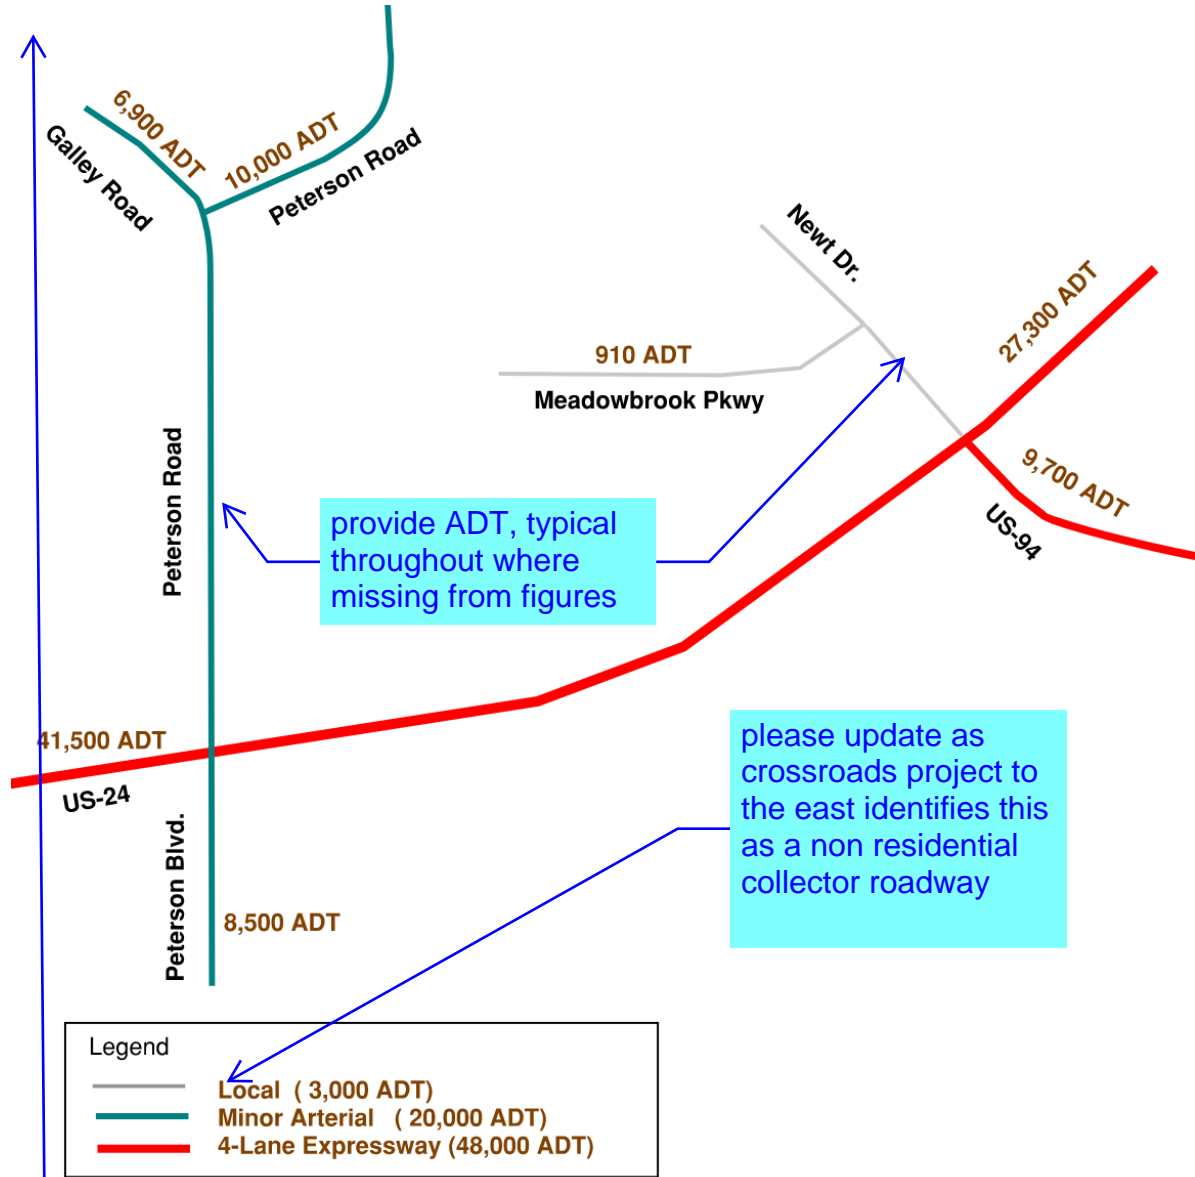 6,900 ADT
10,000 ADT
Galley Road
Peterson Road
Newt Dr.
27,300 ADT
910 ADT
Meadowbrook Pkwy
Peterson Road
9,700 ADT
US-94
provide ADT, typical
throughout where
missing from figures
41,500 ADT
US-24
please update as
crossroads project to
the east identifies this
as a non residential
collector roadway
Peterson Blvd.
8,500 ADT
Legend
Local ( 3,000 ADT)
Minor Arterial ( 20,000 ADT)
4-Lane Expressway (48,000 ADT)